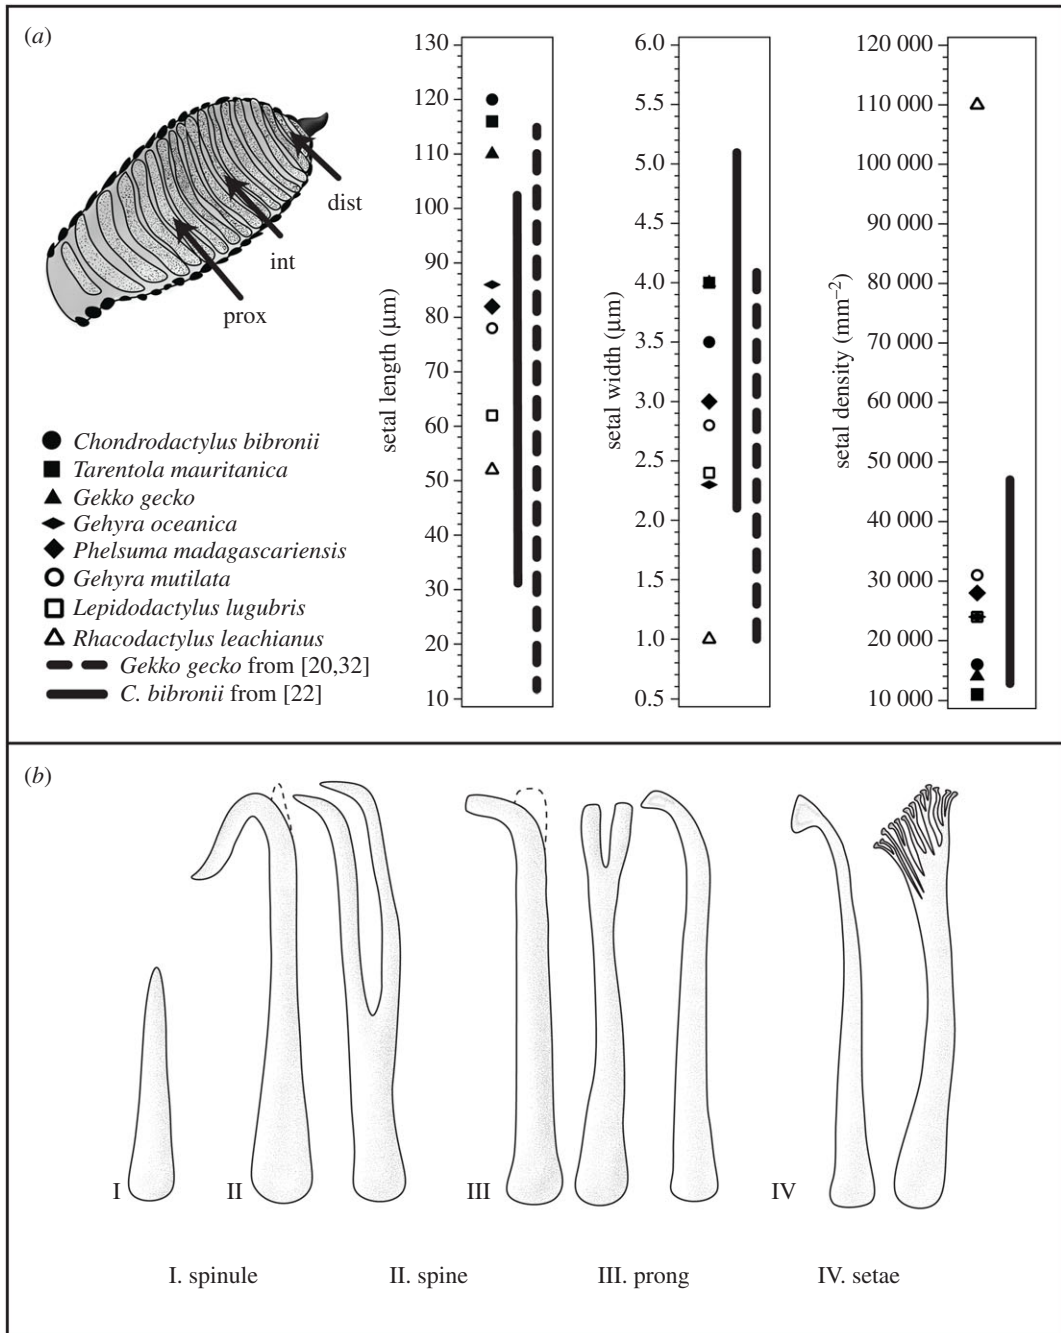 (a)
dist
int
prox
Chondrodactylus bibronii
Tarentola mauritanica
Gekko gecko
Gehyra oceanica
Phelsuma madagascariensis
Gehyra mutilata
Lepidodactylus lugubris
Rhacodactylus leachianus
Gekko gecko from [20,32]
C. bibronii from [22]
setal length (μm)
130
120
110
100
90
80
70
60
50
40
30
20
10
setal width (μm)
6.0
5.5
5.0
4.5
4.0
3.5
3.0
2.4
2.0
1.5
1.0
0.5
setal density (mm−2)
120 000
110 000
100 000
90 000
80 000
70 000
60 000
50 000
40 000
30 000
20 000
10 000
(b)
I
II
III
IV
I. spinule
II. spine
III. prong
IV. setae